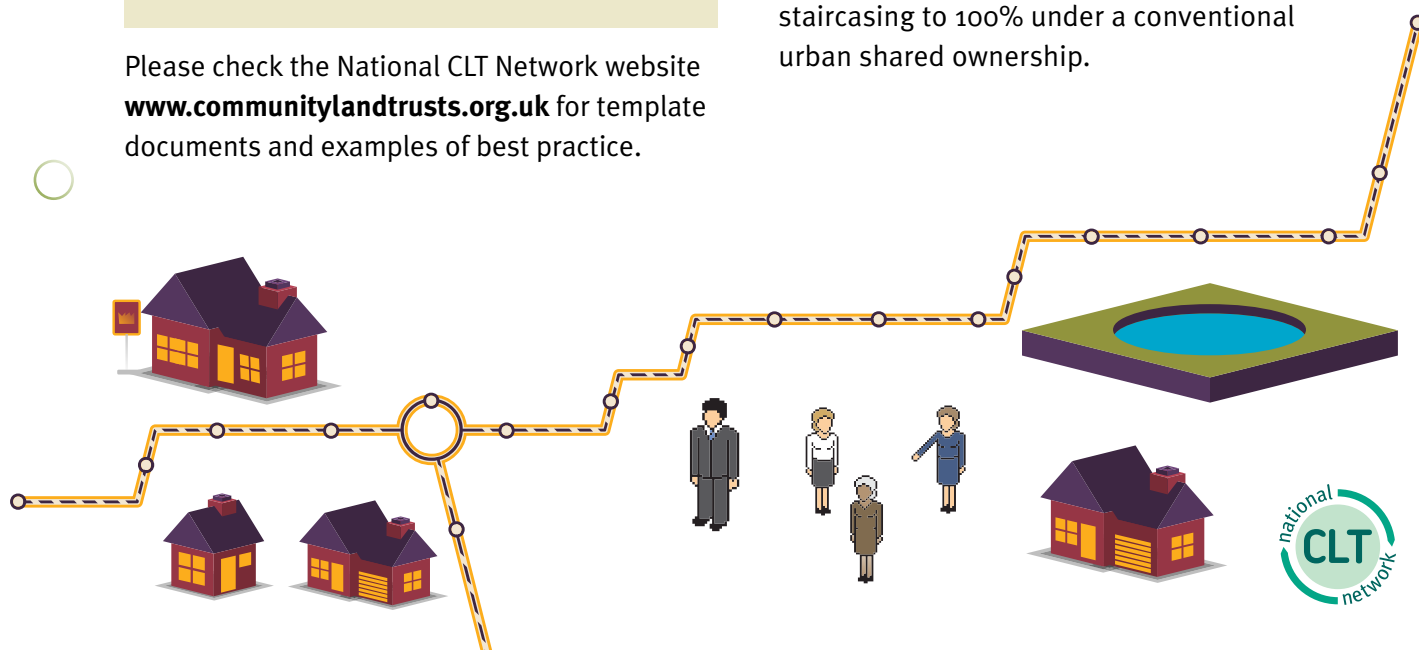 Please check the National CLT Network website
www.communitylandtrusts.org.uk for template
documents and examples of best practice.
staircasing to 100% under a conventional
urban shared ownership.
national
CLT
network